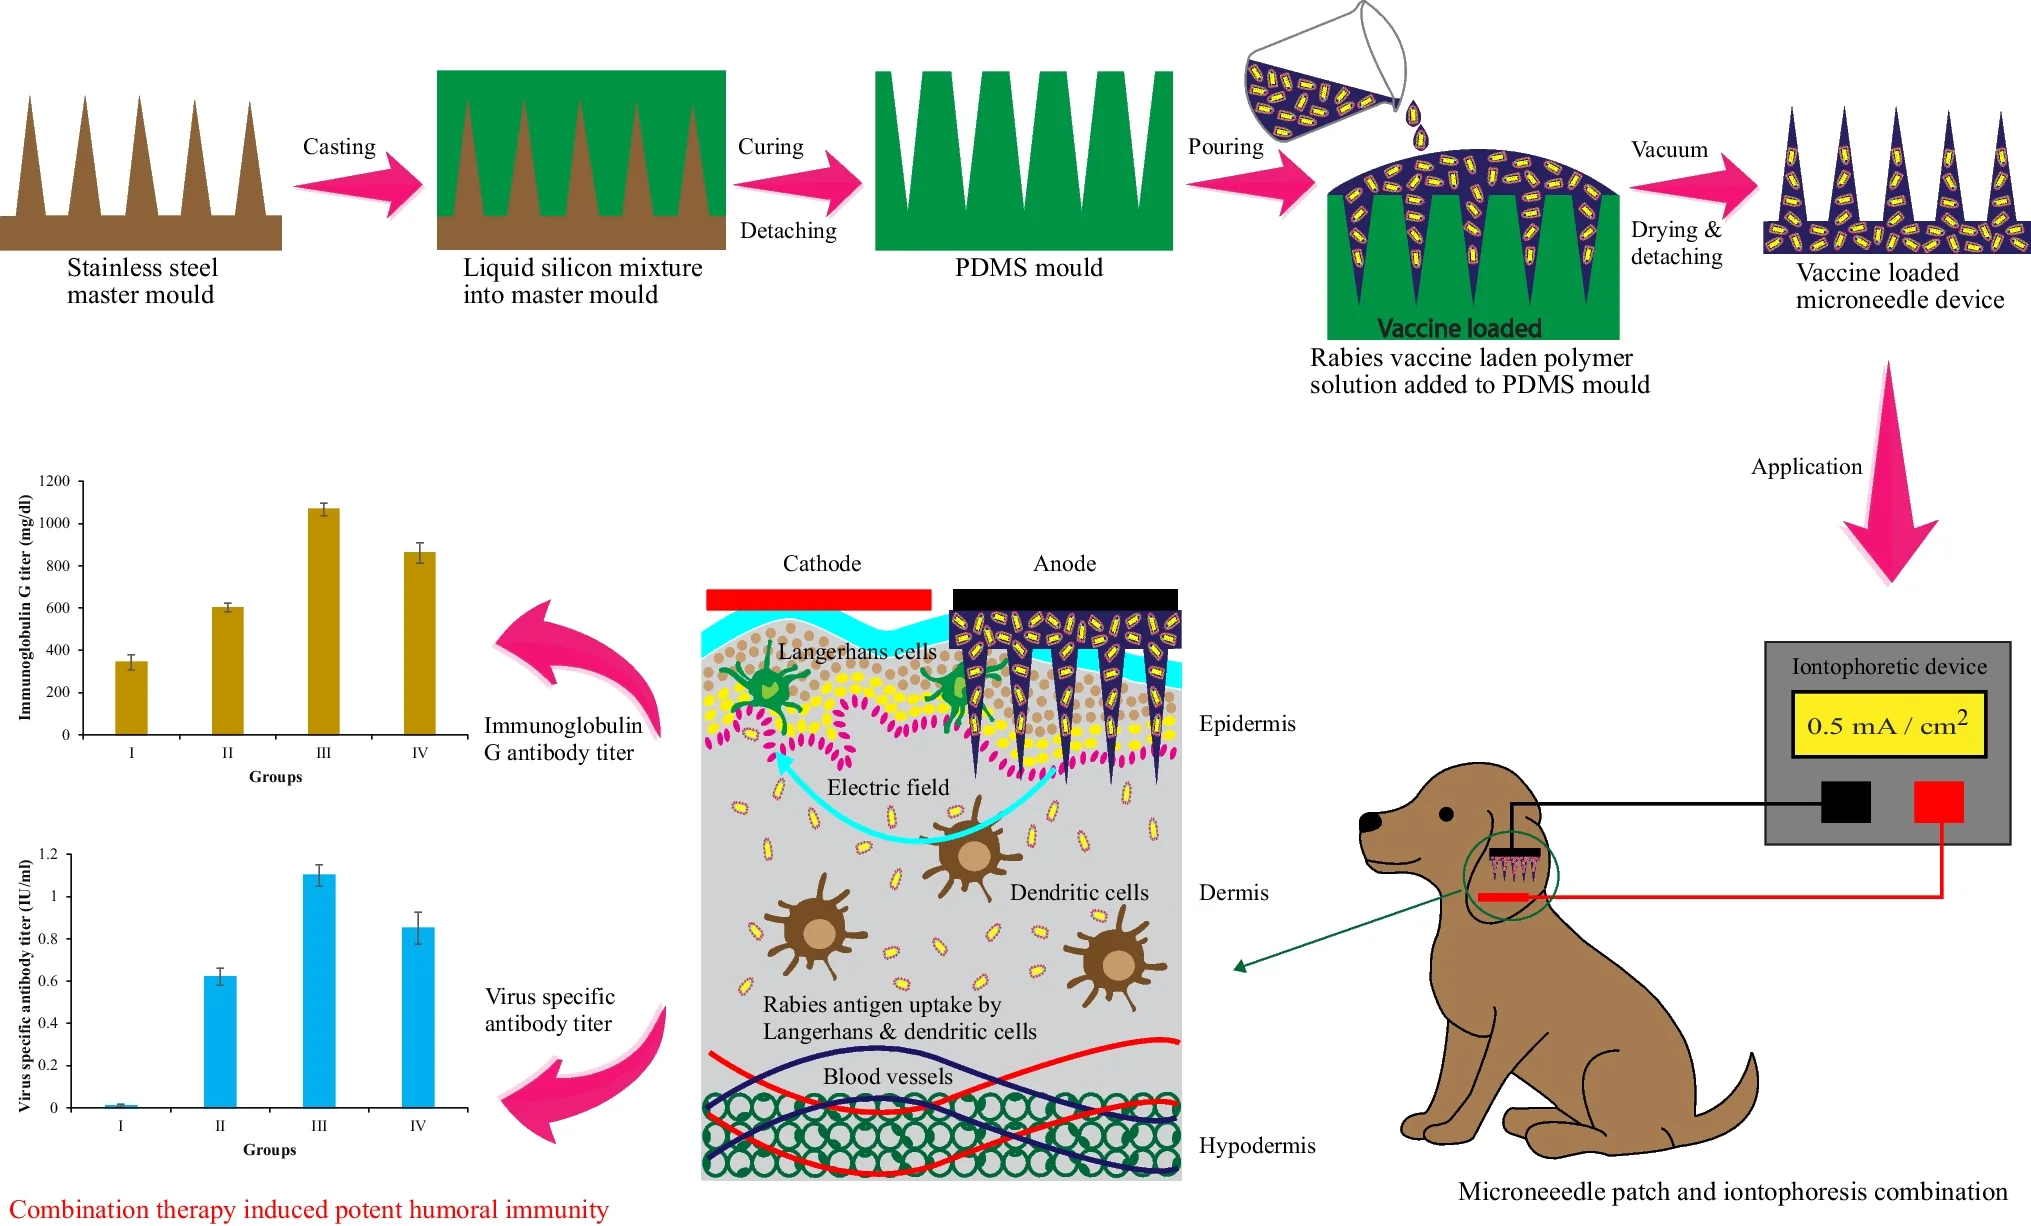 Casting
Curing
Detaching
Pouring
Vacuum
Drying &
detaching
Stainless steel
master mould
Liquid silicon mixture
into master mould
PDMS mould
Vaccine loaded
Rabies vaccine laden polymer
solution added to PDMS mould
Vaccine loaded
microneedle device
Application
Immunoglobulin G titer (mg/dl)
1200
1000
800
600
400
200
0
I
II
III
IV
Groups
Immunoglobulin
G antibody titer
Virus specific antibody titer (IU/ml)
1.2
1
0.8
0.6
0.4
0.2
0
I
II
III
IV
Groups
Virus specific
antibody titer
Combination therapy induced potent humoral immunity
Cathode
Anode
Langerhans cells
Electric field
Dendritic cells
Rabies antigen uptake by
Langerhans & dendritic cells
Blood vessels
Epidermis
Dermis
Hypodermis
Iontophoretic device
0.5 mA / cm2
Microneeedle patch and iontophoresis combination